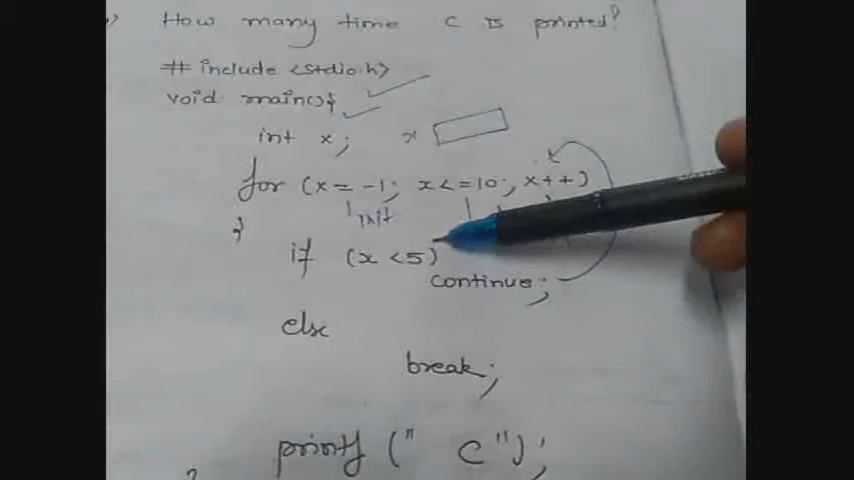 How many time C is printed?
# include <stdio.h>
void main(){
int x; x
for (x = -1; x <= 10; x++)
init
{
if (x < 5)
continue;
else
break;
printf (" C");